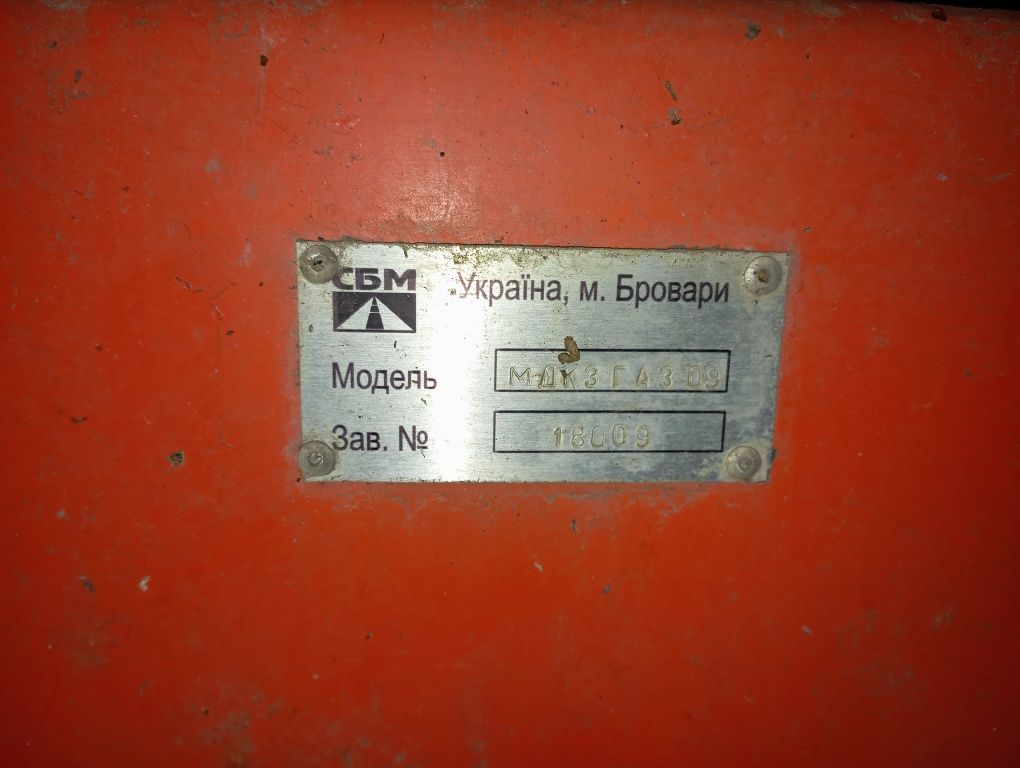 СБМ
Україна, м. Бровари
Модель МДКЗ ГАЗ 09
Зав. № 18009